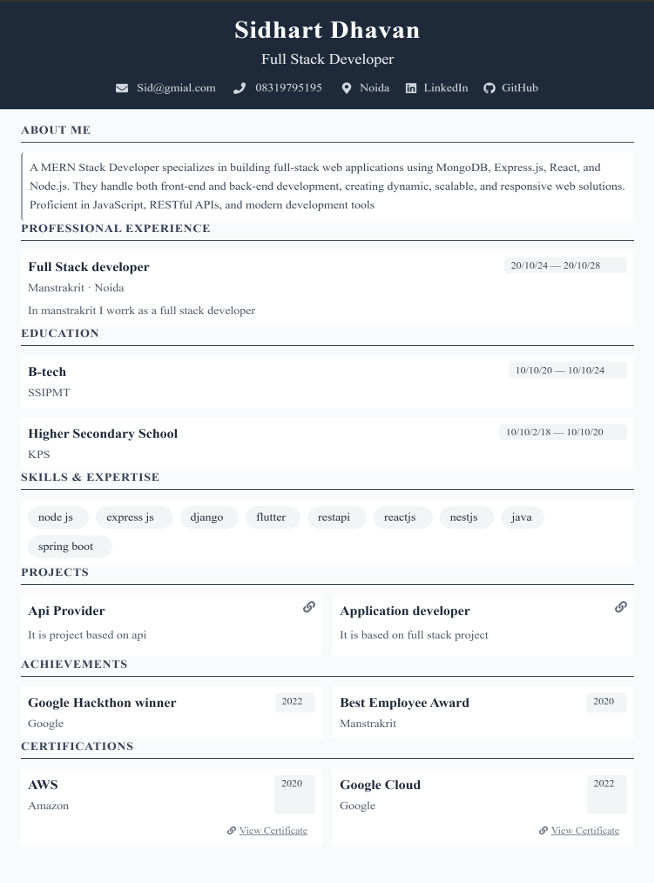 Sidhart Dhavan
Full Stack Developer
Sid@gmial.com 08319795195 Noida LinkedIn GitHub
ABOUT ME
A MERN Stack Developer specializes in building full-stack web applications using MongoDB, Express.js, React, and
Node.js. They handle both front-end and back-end development, creating dynamic, scalable, and responsive web solutions.
Proficient in JavaScript, RESTful APIs, and modern development tools
PROFESSIONAL EXPERIENCE
Full Stack developer 20/10/24 — 20/10/28
Manstrakrit · Noida
In manstrakrit I worrk as a full stack developer
EDUCATION
B-tech 10/10/20 — 10/10/24
SSIPMT
Higher Secondary School 10/10/2/18 — 10/10/20
KPS
SKILLS & EXPERTISE
node js express js django flutter restapi reactjs nestjs java
spring boot
PROJECTS
Api Provider Application developer
It is project based on api It is based on full stack project
ACHIEVEMENTS
Google Hackthon winner 2022 Best Employee Award 2020
Google Manstrakrit
CERTIFICATIONS
AWS 2020 Google Cloud 2022
Amazon Google
View Certificate View Certificate